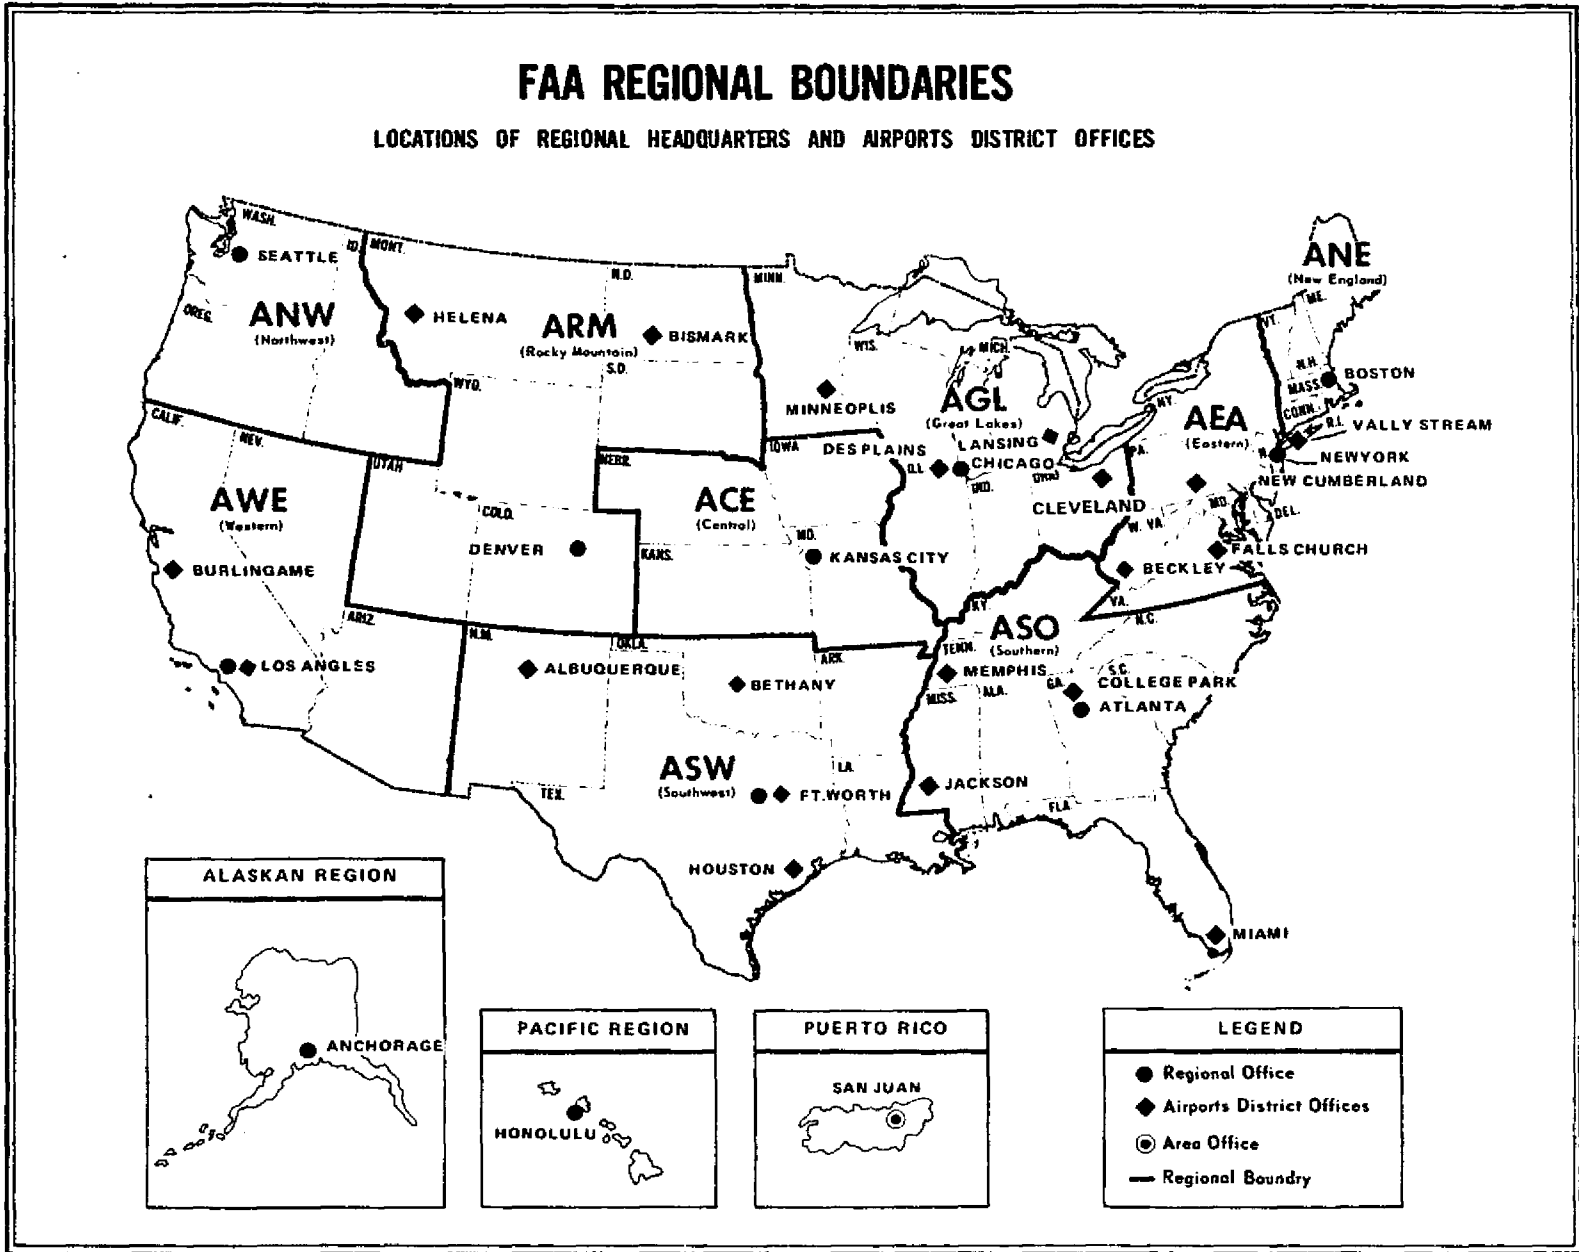 FAA REGIONAL BOUNDARIES
LOCATIONS OF REGIONAL HEADQUARTERS AND AIRPORTS DISTRICT OFFICES
WASH.
SEATTLE
ID.
MONT.
OREG.
ANW
(Northwest)
HELENA
N.D.
ARM
(Rocky Mountain)
BISMARK
S.D.
WYO.
MINN.
WIS.
MICH.
MINNEOPLIS
AGL
(Great Lakes)
LANSING
DES PLAINS
ILL
CHICAGO
IND.
OHIO
CLEVELAND
ANE
(New England)
ME.
VT.
N.H.
MASS.
BOSTON
CONN.
R.I.
VALLY STREAM
N.Y.
AEA
(Eastern)
PA.
N.
NEWYORK
NEW CUMBERLAND
MD.
DEL.
W. VA
FALLS CHURCH
BECKLEY
VA.
CALIF.
NEV.
UTAH
AWE
(Western)
BURLINGAME
LOS ANGLES
ARIZ.
COLO.
DENVER
NEBR.
IOWA
ACE
(Central)
KANS.
MO.
KANSAS CITY
N.M.
ALBUQUERQUE
OKLA.
BETHANY
ARK.
ASW
(Southwest)
FT. WORTH
TEX.
LA.
HOUSTON
KY.
ASO
(Southern)
TENN.
MEMPHIS
N.C.
S.C.
MISS.
ALA.
GA.
COLLEGE PARK
ATLANTA
JACKSON
FLA
MIAMI
ALASKAN REGION
ANCHORAGE
PACIFIC REGION
HONOLULU
PUERTO RICO
SAN JUAN
LEGEND
Regional Office
Airports District Offices
Area Office
Regional Boundry